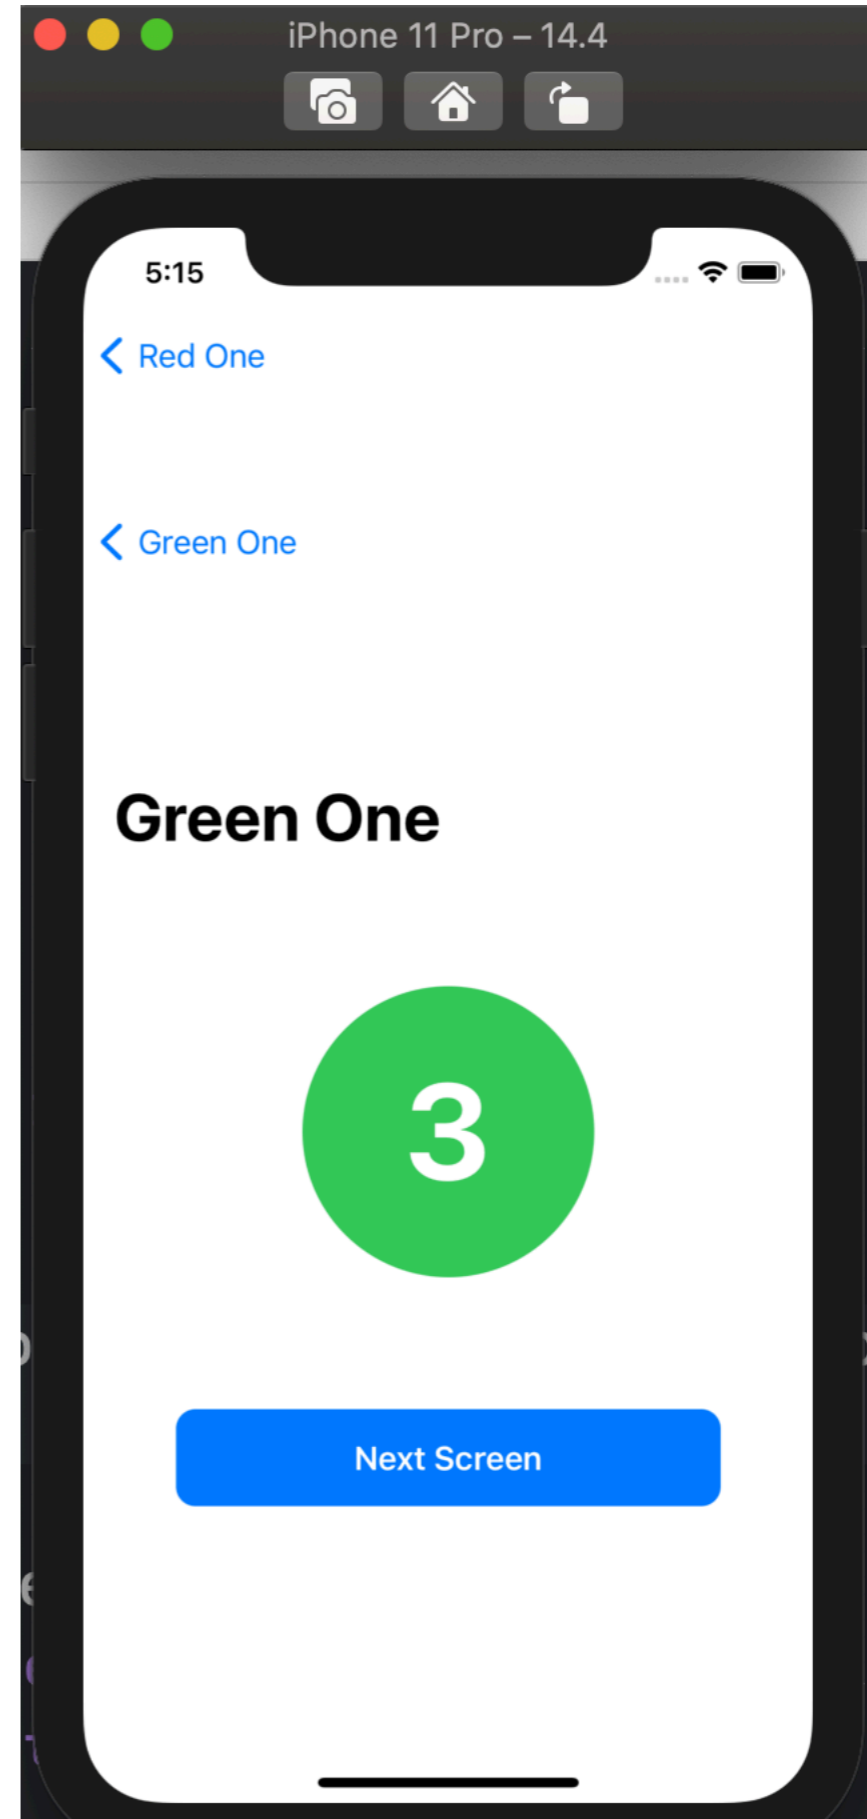 iPhone 11 Pro – 14.4
5:15
Red One
Green One
Green One
3
Next Screen